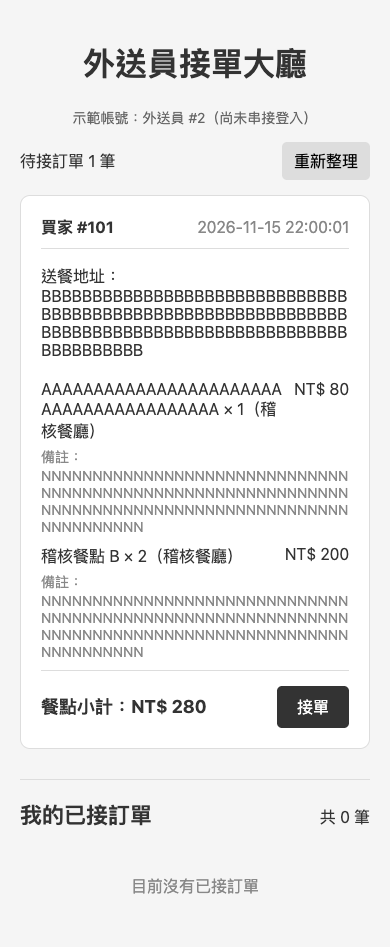 外送員接單大廳
示範帳號：外送員 #2（尚未串接登入）
待接訂單 1 筆
重新整理
買家 #101
2026-11-15 22:00:01
送餐地址：
BBBBBBBBBBBBBBBBBBBBBBBBBBBBBB
BBBBBBBBBBBBBBBBBBBBBBBBBBBBBB
BBBBBBBBBBBBBBBBBBBBBBBBBBBBBB
BBBBBBBBBB
AAAAAAAAAAAAAAAAAAAAAAA NT$ 80
AAAAAAAAAAAAAAAAA × 1（稽
核餐廳）
備註：
NNNNNNNNNNNNNNNNNNNNNNNNNNNNNN
NNNNNNNNNNNNNNNNNNNNNNNNNNNNNN
NNNNNNNNNNNNNNNNNNNNNNNNNNNNNN
NNNNNNNNNN
稽核餐點 B × 2（稽核餐廳） NT$ 200
備註：
NNNNNNNNNNNNNNNNNNNNNNNNNNNNNN
NNNNNNNNNNNNNNNNNNNNNNNNNNNNNN
NNNNNNNNNNNNNNNNNNNNNNNNNNNNNN
NNNNNNNNNN
餐點小計：NT$ 280
接單
我的已接訂單
共 0 筆
目前沒有已接訂單